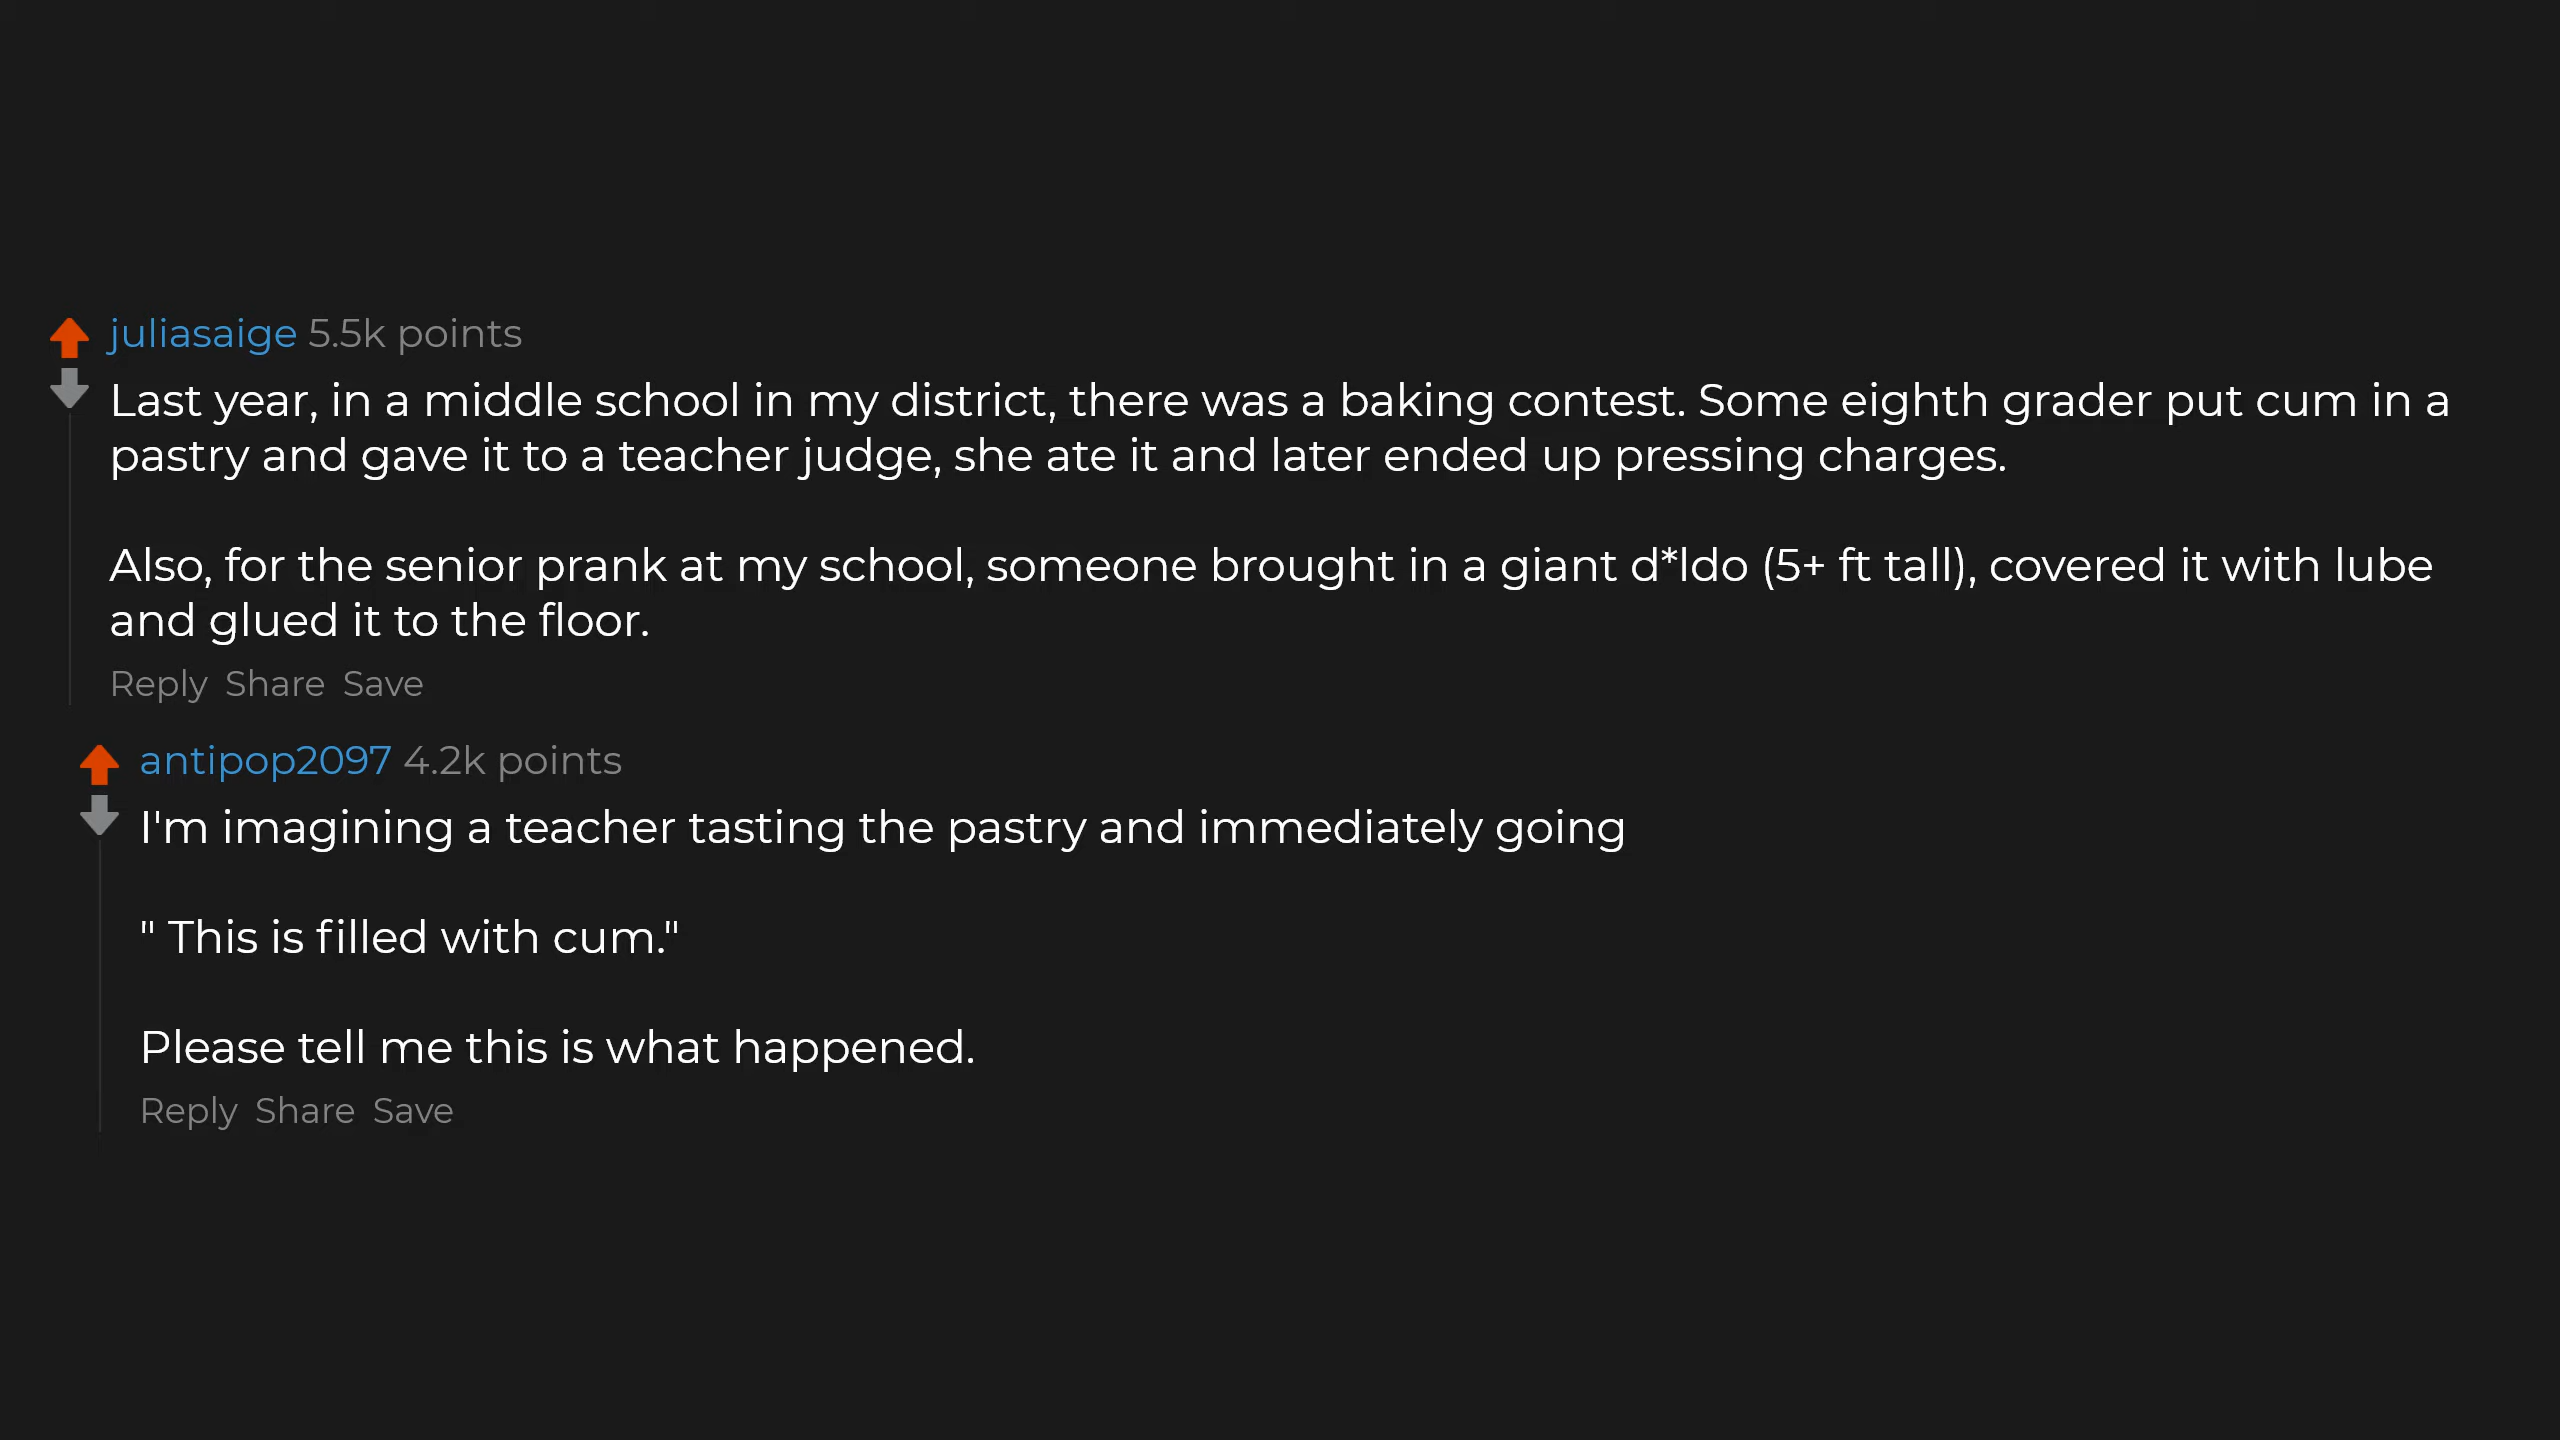 juliasaige 5.5k points
Last year, in a middle school in my district, there was a baking contest. Some eighth grader put cum in a
pastry and gave it to a teacher judge, she ate it and later ended up pressing charges.
Also, for the senior prank at my school, someone brought in a giant d*ldo (5+ ft tall), covered it with lube
and glued it to the floor.
Reply Share Save
antipop2097 4.2k points
I'm imagining a teacher tasting the pastry and immediately going
" This is filled with cum."
Please tell me this is what happened.
Reply Share Save